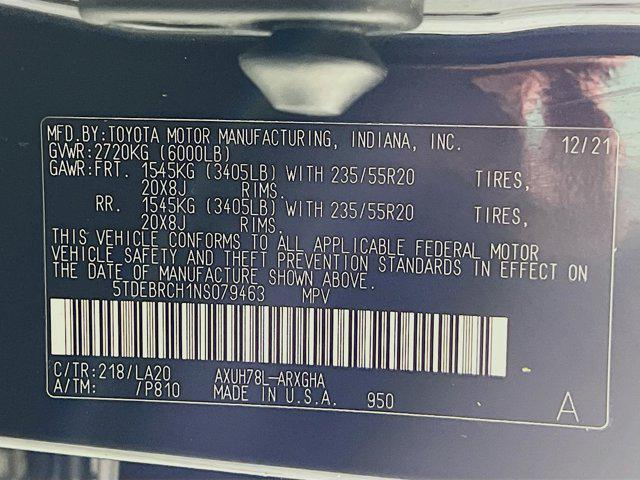 MFD.BY:TOYOTA MOTOR MANUFACTURING, INDIANA, INC. 12/21
GVWR:2720KG (6000LB)
GAWR:FRT. 1545KG (3405LB) WITH 235/55R20 TIRES,
20X8J RIMS.
RR. 1545KG (3405LB) WITH 235/55R20 TIRES,
20X8J RIMS.
THIS VEHICLE CONFORMS TO ALL APPLICABLE FEDERAL MOTOR
VEHICLE SAFETY AND THEFT PREVENTION STANDARDS IN EFFECT ON
THE DATE OF MANUFACTURE SHOWN ABOVE.
5TDEBRCH1NS079463 MPV
C/TR:218/LA20 AXUH78L-ARXGHA
A/TM: /P810 MADE IN U.S.A. 950
A